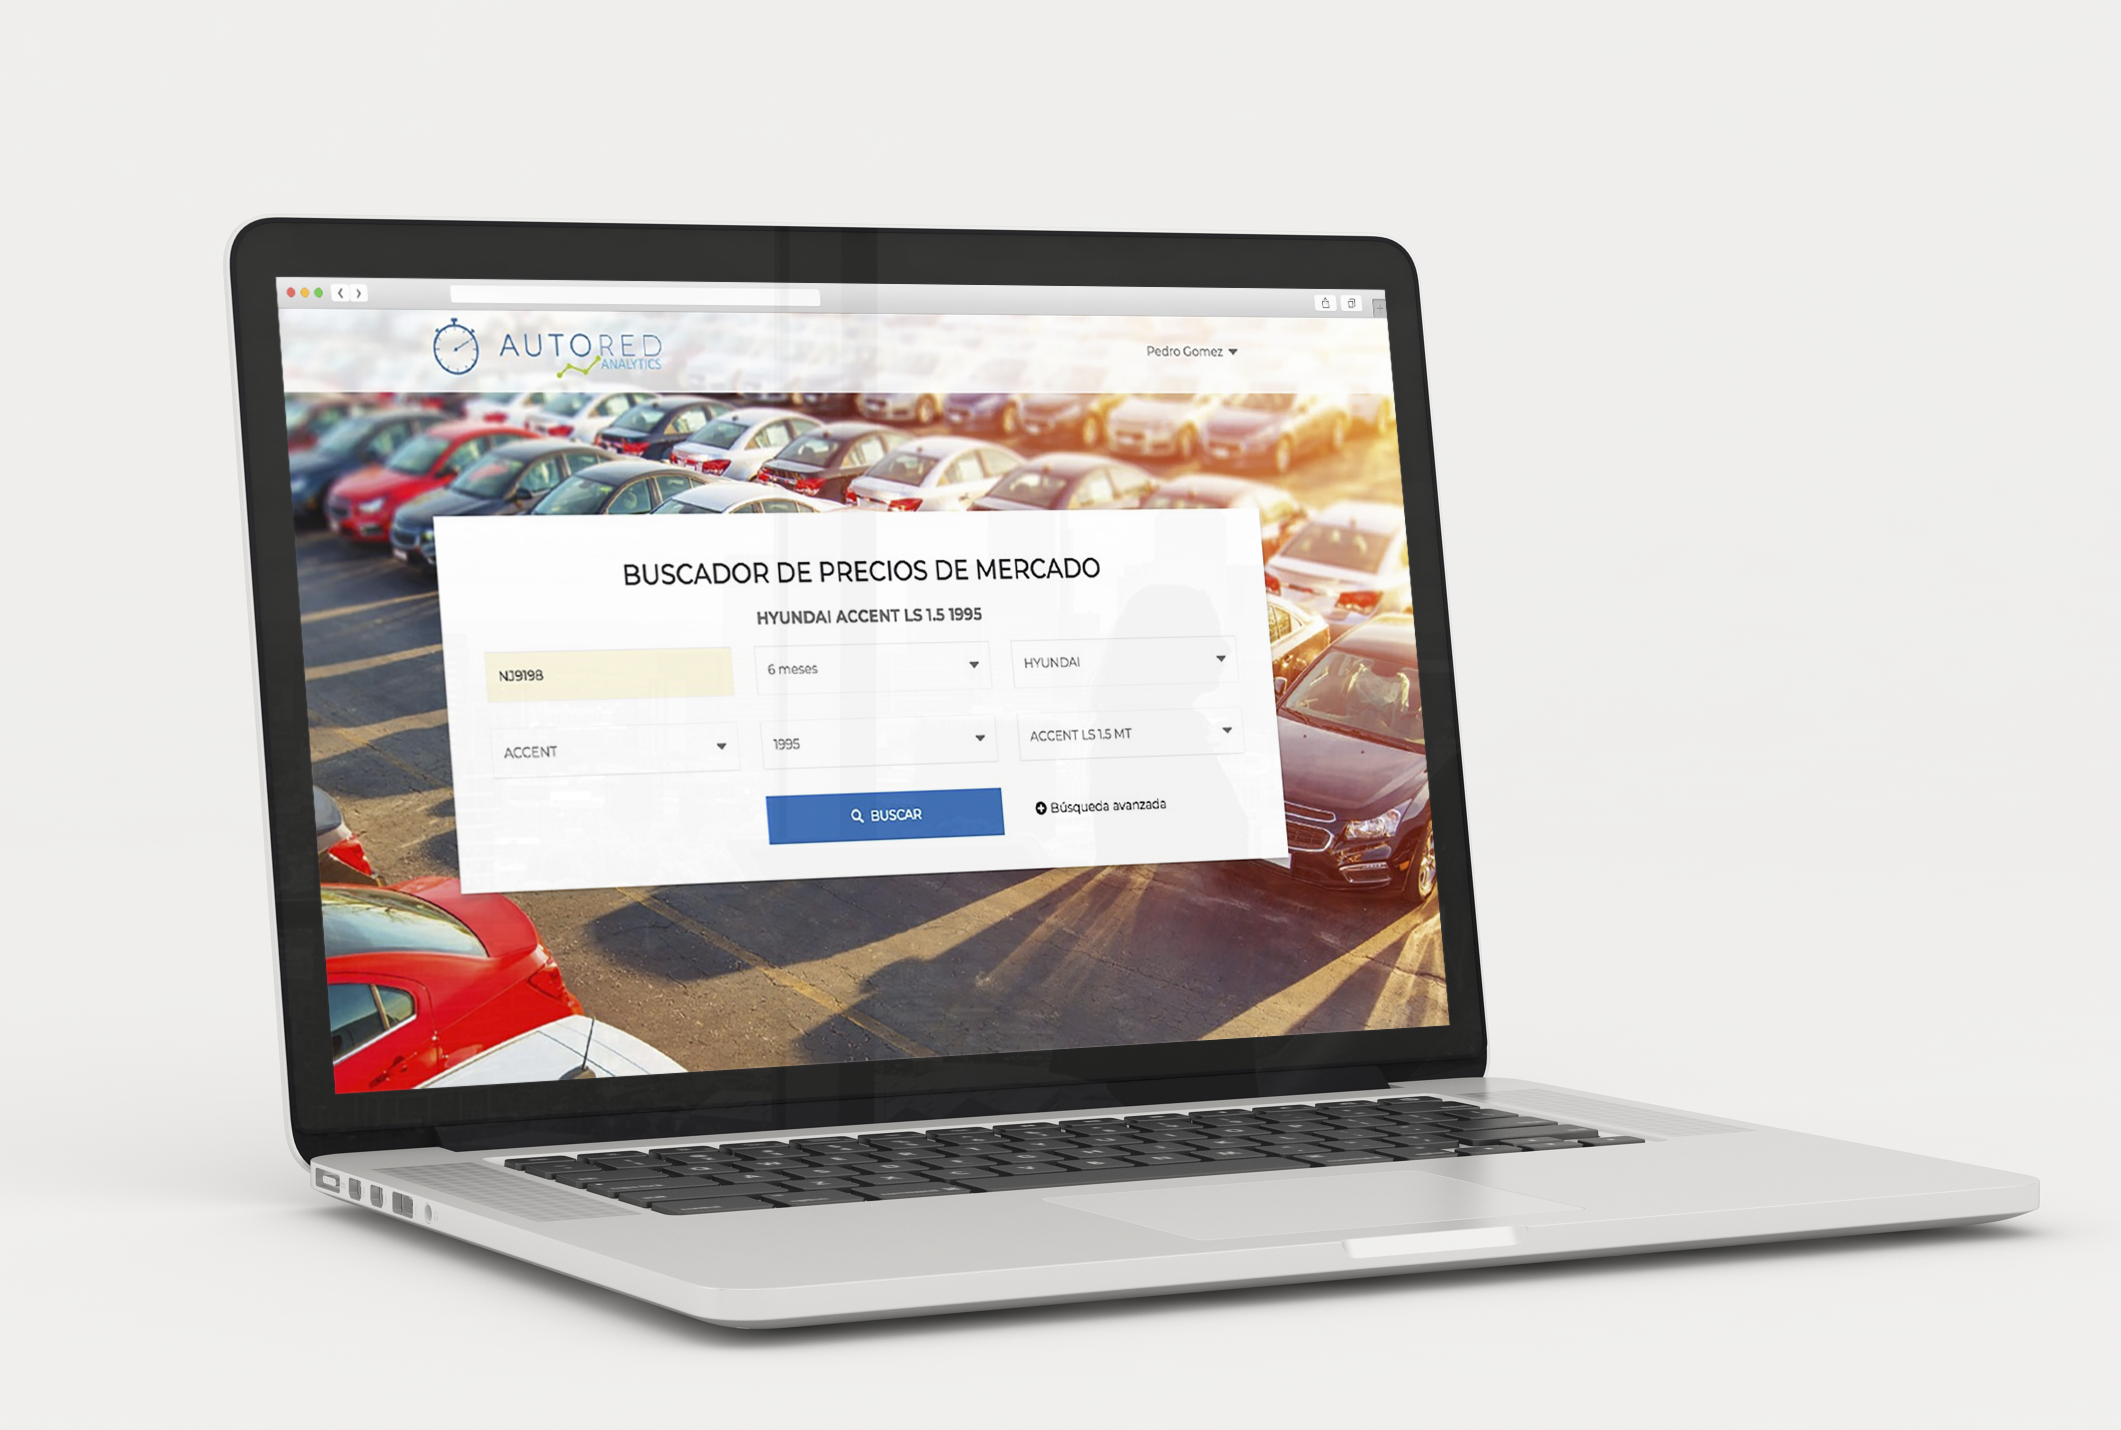 AUTORED
ANALYTICS
Pedro Gomez
BUSCADOR DE PRECIOS DE MERCADO
HYUNDAI ACCENT LS 1.5 1995
NJ9198
6 meses
HYUNDAI
ACCENT
1995
ACCENT LS 1.5 MT
BUSCAR
Búsqueda avanzada